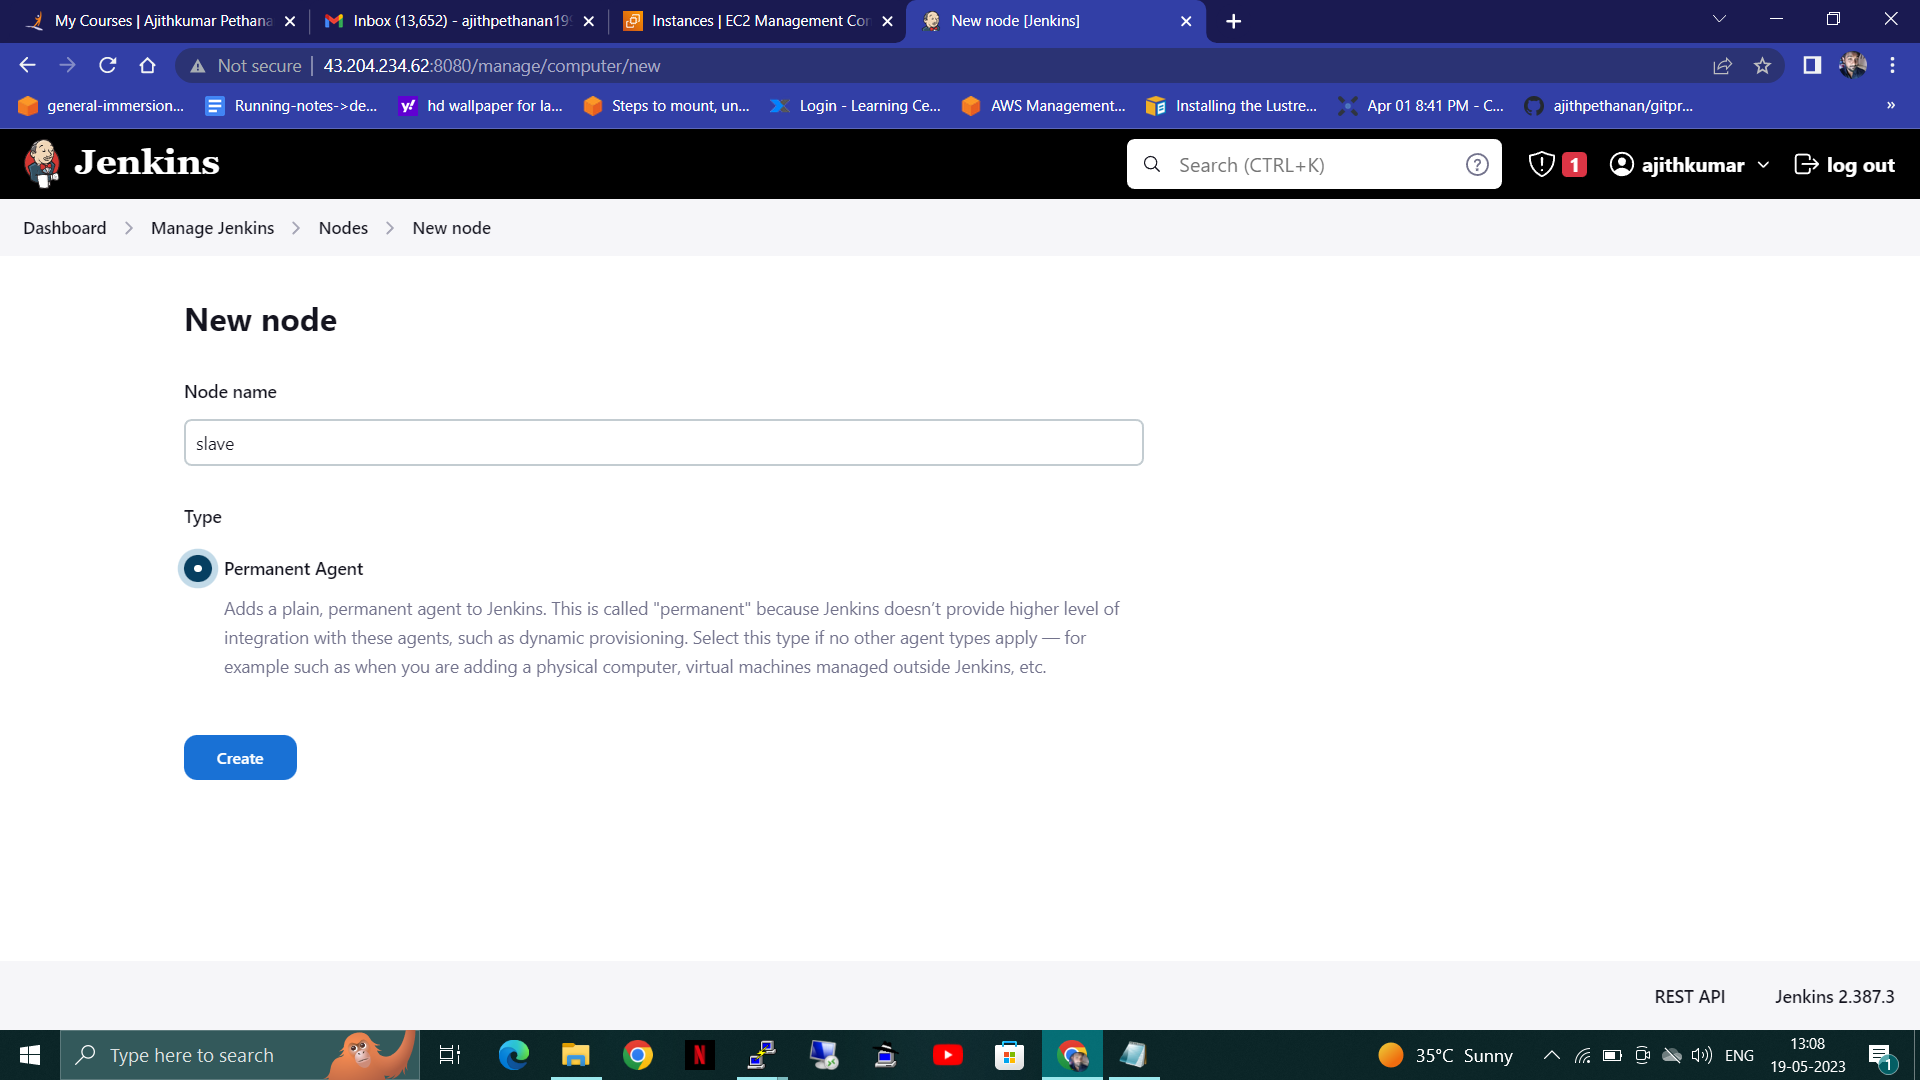 My Courses | Ajithkumar Pethana
Inbox (13,652) - ajithpethanan199
Instances | EC2 Management Con
New node [Jenkins]
Not secure
43.204.234.62:8080/manage/computer/new
general-immersion...
Running-notes->de...
y!
hd wallpaper for la...
Steps to mount, un...
Login - Learning Ce...
AWS Management...
Installing the Lustre...
Apr 01 8:41 PM - C...
ajithpethanan/gitpr...
»
Jenkins
Search (CTRL+K)
?
1
ajithkumar
log out
Dashboard
Manage Jenkins
Nodes
New node
New node
Node name
slave
Type
Permanent Agent
Adds a plain, permanent agent to Jenkins. This is called "permanent" because Jenkins doesn’t provide higher level of
integration with these agents, such as dynamic provisioning. Select this type if no other agent types apply — for
example such as when you are adding a physical computer, virtual machines managed outside Jenkins, etc.
Create
REST API
Jenkins 2.387.3
Type here to search
N
35°C Sunny
ENG
13:08
19-05-2023
1